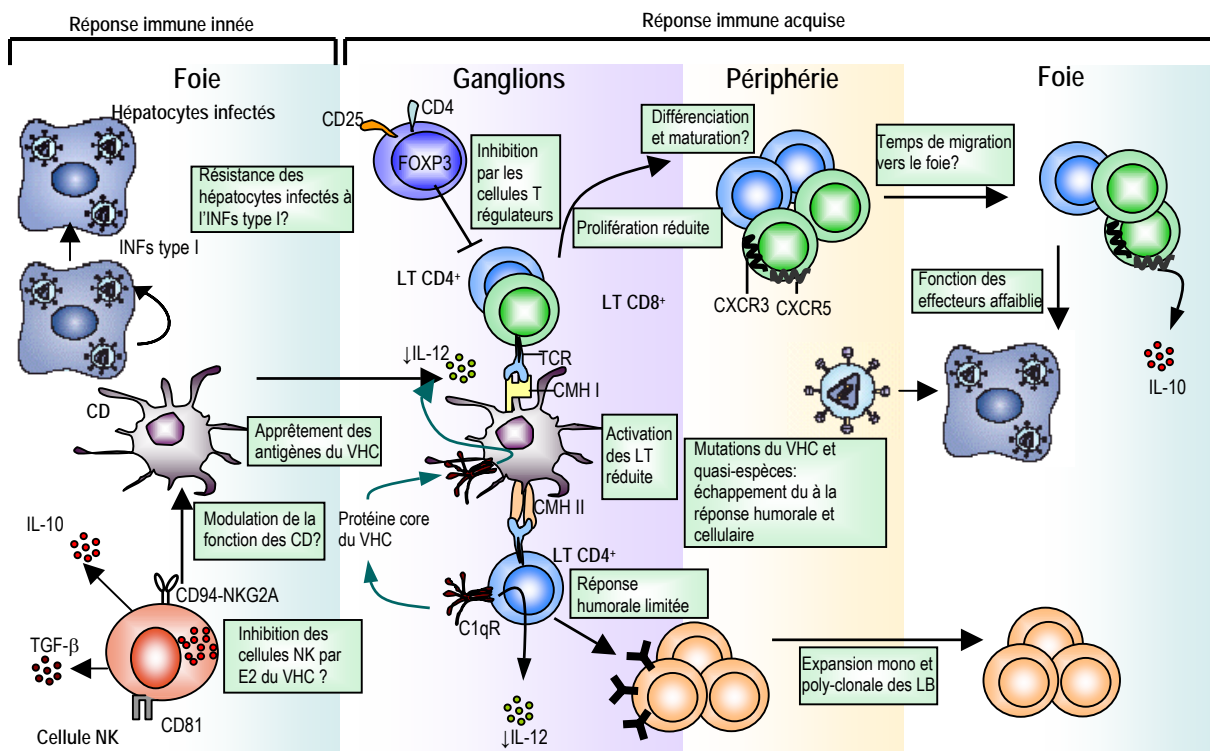 Réponse immune innée
Réponse immune acquise
Foie
Ganglions
Périphérie
Foie
Hépatocytes infectés
INFs type I
Résistance des
hépatocytes infectés à
l'INFs type I?
CD25
CD4
FOXP3
Inhibition
par les
cellules T
régulateurs
Différenciation
et maturation?
Prolifération réduite
Temps de migration
vers le foie?
LT CD4+
LT CD8+
CXCR3
CXCR5
Fonction des
effecteurs affaiblie
IL-10
CD
↓IL-12
TCR
CMH I
Apprêtement des
antigènes du VHC
Activation
des LT
réduite
Mutations du VHC et
quasi-espèces:
échappement du à la
réponse humorale et
cellulaire
CMH II
Modulation de la
fonction des CD?
Protéine core
du VHC
IL-10
CD94-NKG2A
LT CD4+
C1qR
Réponse
humorale limitée
TGF-β
Inhibition des
cellules NK par
E2 du VHC ?
CD81
Cellule NK
↓IL-12
Expansion mono et
poly-clonale des LB